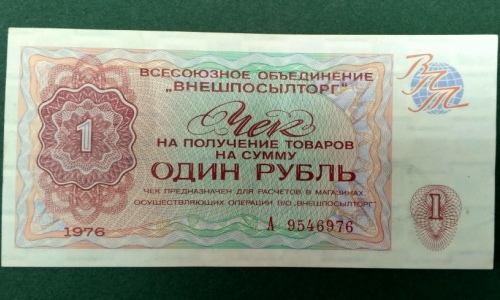 ВСЕСОЮЗНОЕ ОБЪЕДИНЕНИЕ
„ВНЕШПОСЫЛТОРГ"
ВПТ
Чек
1
НА ПОЛУЧЕНИЕ ТОВАРОВ
НА СУММУ
ОДИН РУБЛЬ
ЧЕК ПРЕДНАЗНАЧЕН ДЛЯ РАСЧЕТОВ В МАГАЗИНАХ,
ОСУЩЕСТВЛЯЮЩИХ ОПЕРАЦИИ В/О „ВНЕШПОСЫЛТОРГ"
1
1976
А 9546976